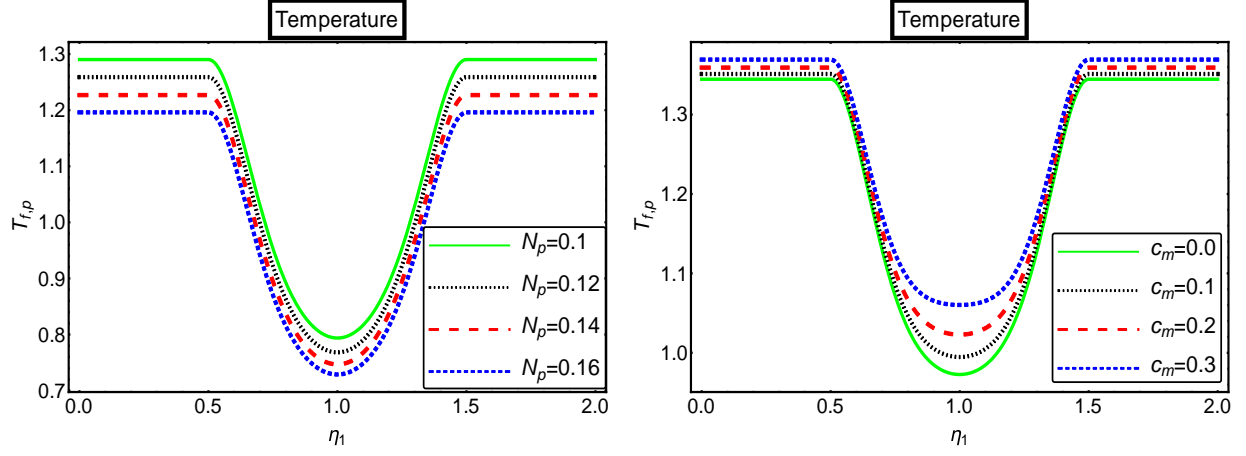 Temperature
1.3
1.2
1.1
1.0
0.9
0.8
0.7
T_{f,p}
N_p=0.1
N_p=0.12
N_p=0.14
N_p=0.16
0.0 0.5 1.0 1.5 2.0
η_1
Temperature
1.3
1.2
1.1
1.0
T_{f,p}
c_m=0.0
c_m=0.1
c_m=0.2
c_m=0.3
0.0 0.5 1.0 1.5 2.0
η_1